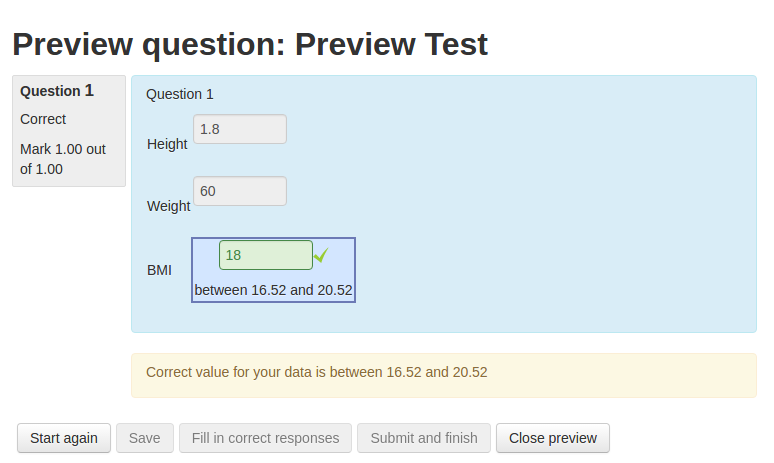 Preview question: Preview Test
Question 1
Correct
Mark 1.00 out
of 1.00
Question 1
Height 1.8
Weight 60
BMI 18
between 16.52 and 20.52
Correct value for your data is between 16.52 and 20.52
Start again Save Fill in correct responses Submit and finish Close preview